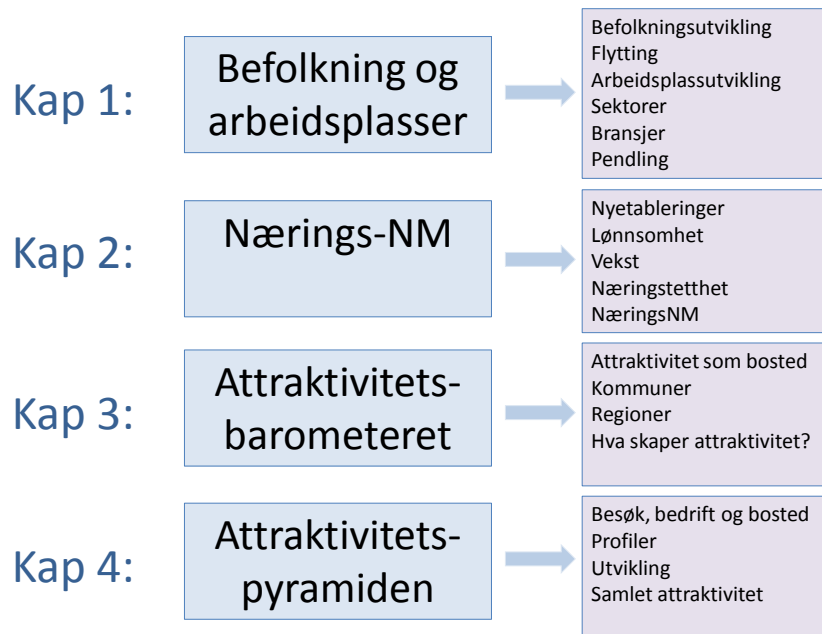 Kap 1:
Befolkning og
arbeidsplasser
Befolkningsutvikling
Flytting
Arbeidsplassutvikling
Sektorer
Bransjer
Pendling
Kap 2:
Nærings-NM
Nyetableringer
Lønnsomhet
Vekst
Næringstetthet
NæringsNM
Kap 3:
Attraktivitets-
barometeret
Attraktivitet som bosted
Kommuner
Regioner
Hva skaper attraktivitet?
Kap 4:
Attraktivitets-
pyramiden
Besøk, bedrift og bosted
Profiler
Utvikling
Samlet attraktivitet